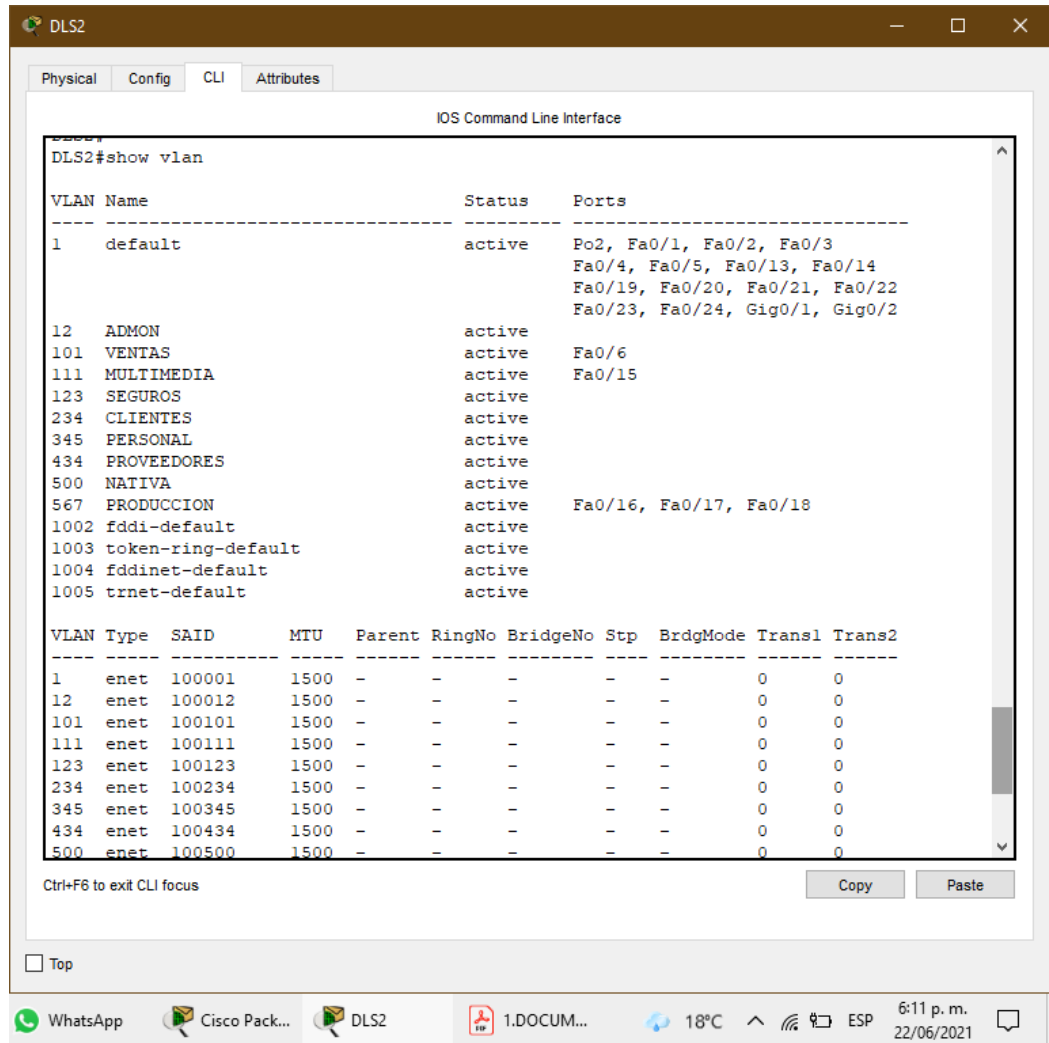 DLS2
Physical Config CLI Attributes
IOS Command Line Interface
DLS2#show vlan
VLAN Name Status Ports
---- -------------------------------- --------- -------------------------------
1 default active Po2, Fa0/1, Fa0/2, Fa0/3
Fa0/4, Fa0/5, Fa0/13, Fa0/14
Fa0/19, Fa0/20, Fa0/21, Fa0/22
Fa0/23, Fa0/24, Gig0/1, Gig0/2
12 ADMON active
101 VENTAS active Fa0/6
111 MULTIMEDIA active Fa0/15
123 SEGUROS active
234 CLIENTES active
345 PERSONAL active
434 PROVEEDORES active
500 NATIVA active
567 PRODUCCION active Fa0/16, Fa0/17, Fa0/18
1002 fddi-default active
1003 token-ring-default active
1004 fddinet-default active
1005 trnet-default active
VLAN Type SAID MTU Parent RingNo BridgeNo Stp BrdgMode Trans1 Trans2
---- ----- ---------- ----- ------ ------ -------- ---- -------- ------ ------
1 enet 100001 1500 - - - - - 0 0
12 enet 100012 1500 - - - - - 0 0
101 enet 100101 1500 - - - - - 0 0
111 enet 100111 1500 - - - - - 0 0
123 enet 100123 1500 - - - - - 0 0
234 enet 100234 1500 - - - - - 0 0
345 enet 100345 1500 - - - - - 0 0
434 enet 100434 1500 - - - - - 0 0
500 enet 100500 1500 - - - - - 0 0
Ctrl+F6 to exit CLI focus Copy Paste
Top
WhatsApp Cisco Pack... DLS2 1.DOCUM... 18°C ESP 6:11 p. m.
22/06/2021